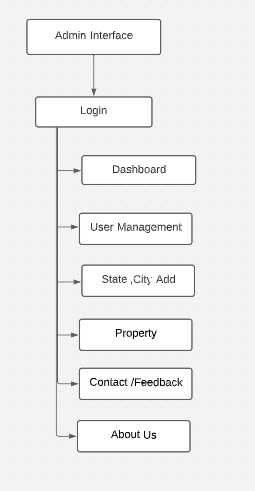 Admin Interface
Login
Dashboard
User Management
State ,City Add
Property
Contact /Feedback
About Us